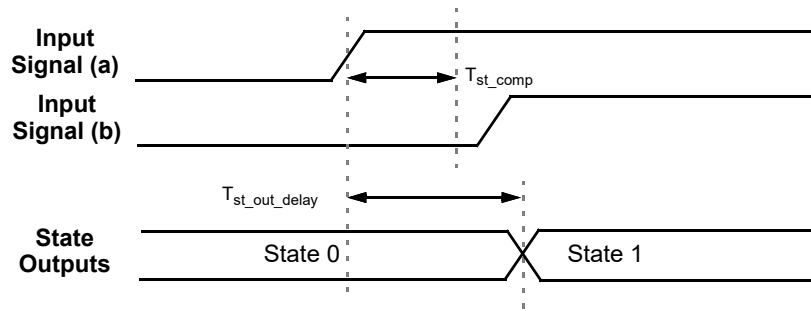 Input
Signal (a)
T_st_comp
Input
Signal (b)
T_st_out_delay
State
Outputs
State 0
State 1